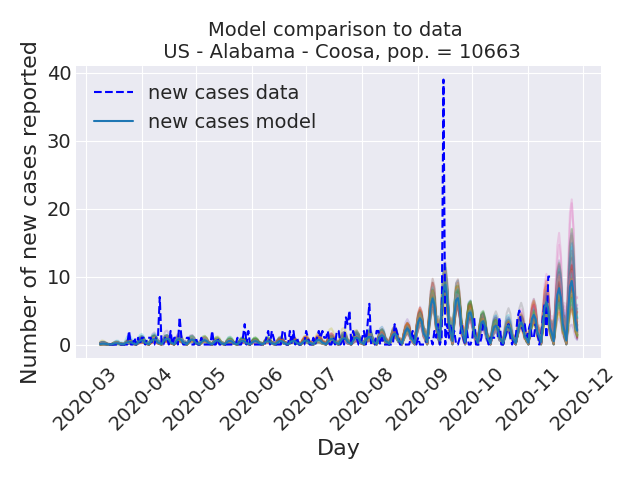 Model comparison to data
US - Alabama - Coosa, pop. = 10663
Number of new cases reported
40
30
20
10
0
new cases data
new cases model
2020-03
2020-04
2020-05
2020-06
2020-07
2020-08
2020-09
2020-10
2020-11
2020-12
Day